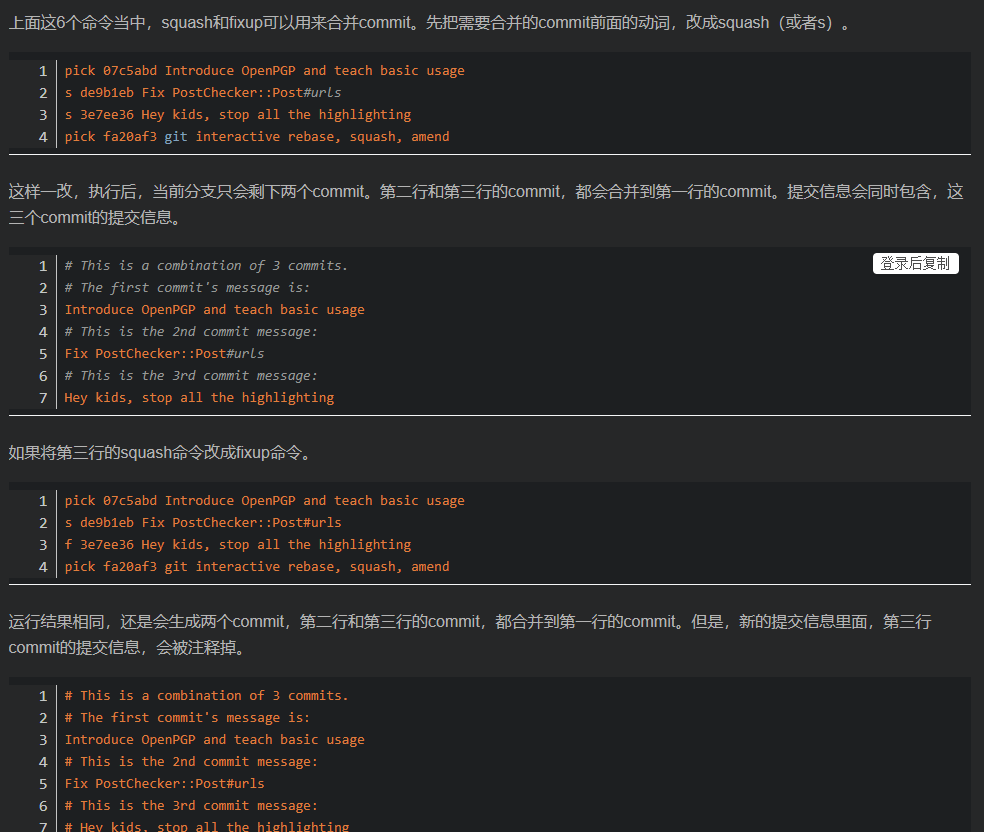 上面这6个命令当中，squash和fixup可以用来合并commit。先把需要合并的commit前面的动词，改成squash（或者s）。
1 pick 07c5abd Introduce OpenPGP and teach basic usage
2 s de9b1eb Fix PostChecker::Post#urls
3 s 3e7ee36 Hey kids, stop all the highlighting
4 pick fa20af3 git interactive rebase, squash, amend
这样一改，执行后，当前分支只会剩下两个commit。第二行和第三行的commit，都会合并到第一行的commit。提交信息会同时包含，这
三个commit的提交信息。
登录后复制
1 # This is a combination of 3 commits.
2 # The first commit's message is:
3 Introduce OpenPGP and teach basic usage
4 # This is the 2nd commit message:
5 Fix PostChecker::Post#urls
6 # This is the 3rd commit message:
7 Hey kids, stop all the highlighting
如果将第三行的squash命令改成fixup命令。
1 pick 07c5abd Introduce OpenPGP and teach basic usage
2 s de9b1eb Fix PostChecker::Post#urls
3 f 3e7ee36 Hey kids, stop all the highlighting
4 pick fa20af3 git interactive rebase, squash, amend
运行结果相同，还是会生成两个commit，第二行和第三行的commit，都合并到第一行的commit。但是，新的提交信息里面，第三行
commit的提交信息，会被注释掉。
1 # This is a combination of 3 commits.
2 # The first commit's message is:
3 Introduce OpenPGP and teach basic usage
4 # This is the 2nd commit message:
5 Fix PostChecker::Post#urls
6 # This is the 3rd commit message:
7 # Hey kids, stop all the highlighting